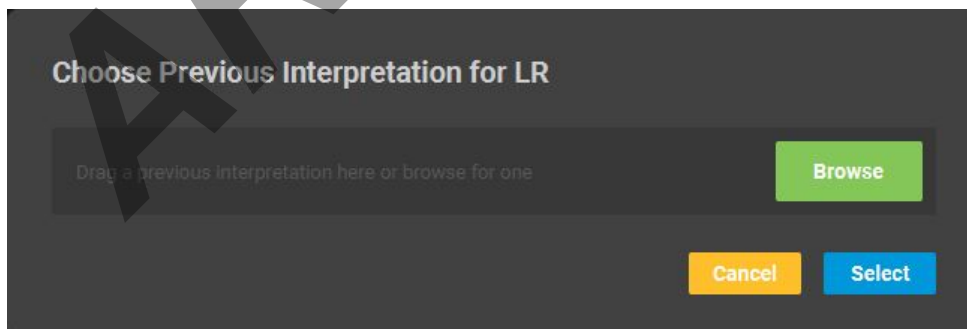 Choose Previous Interpretation for LR
Drag a previous interpretation here or browse for one
Browse
Cancel
Select